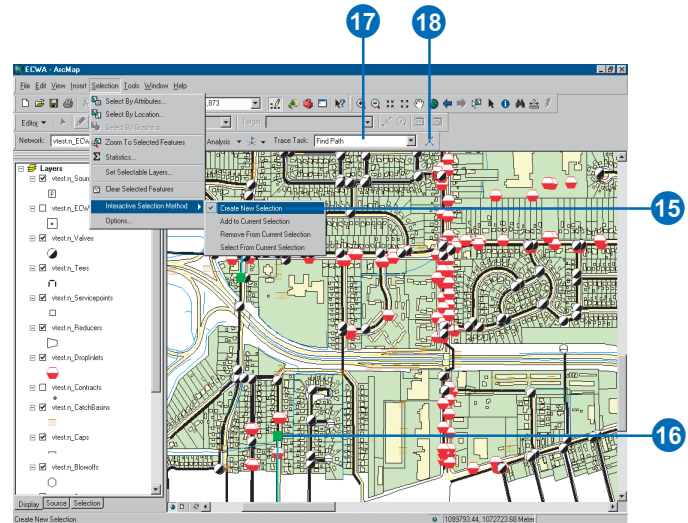 17
18
ECWA - ArcMap
File Edit View Insert Selection Tools Window Help
Select By Attributes...
Select By Location...
Select By Graphics
Zoom To Selected Features
Statistics...
Set Selectable Layers...
Clear Selected Features
Interactive Selection Method
Options...
Create New Selection
Add to Current Selection
Remove From Current Selection
Select From Current Selection
Editor
Target:
Network:
Analysis
Trace Task:
Find Path
15
Layers
vtest.n_Valves
vtest.n_Tees
vtest.n_Servicepoints
vtest.n_Reducers
vtest.n_DropInlets
vtest.n_Contracts
vtest.n_CatchBasins
vtest.n_Caps
vtest.n_Blowoffs
16
Display Source Selection
Create New Selection
1099793.44, 1072723.68 Meter